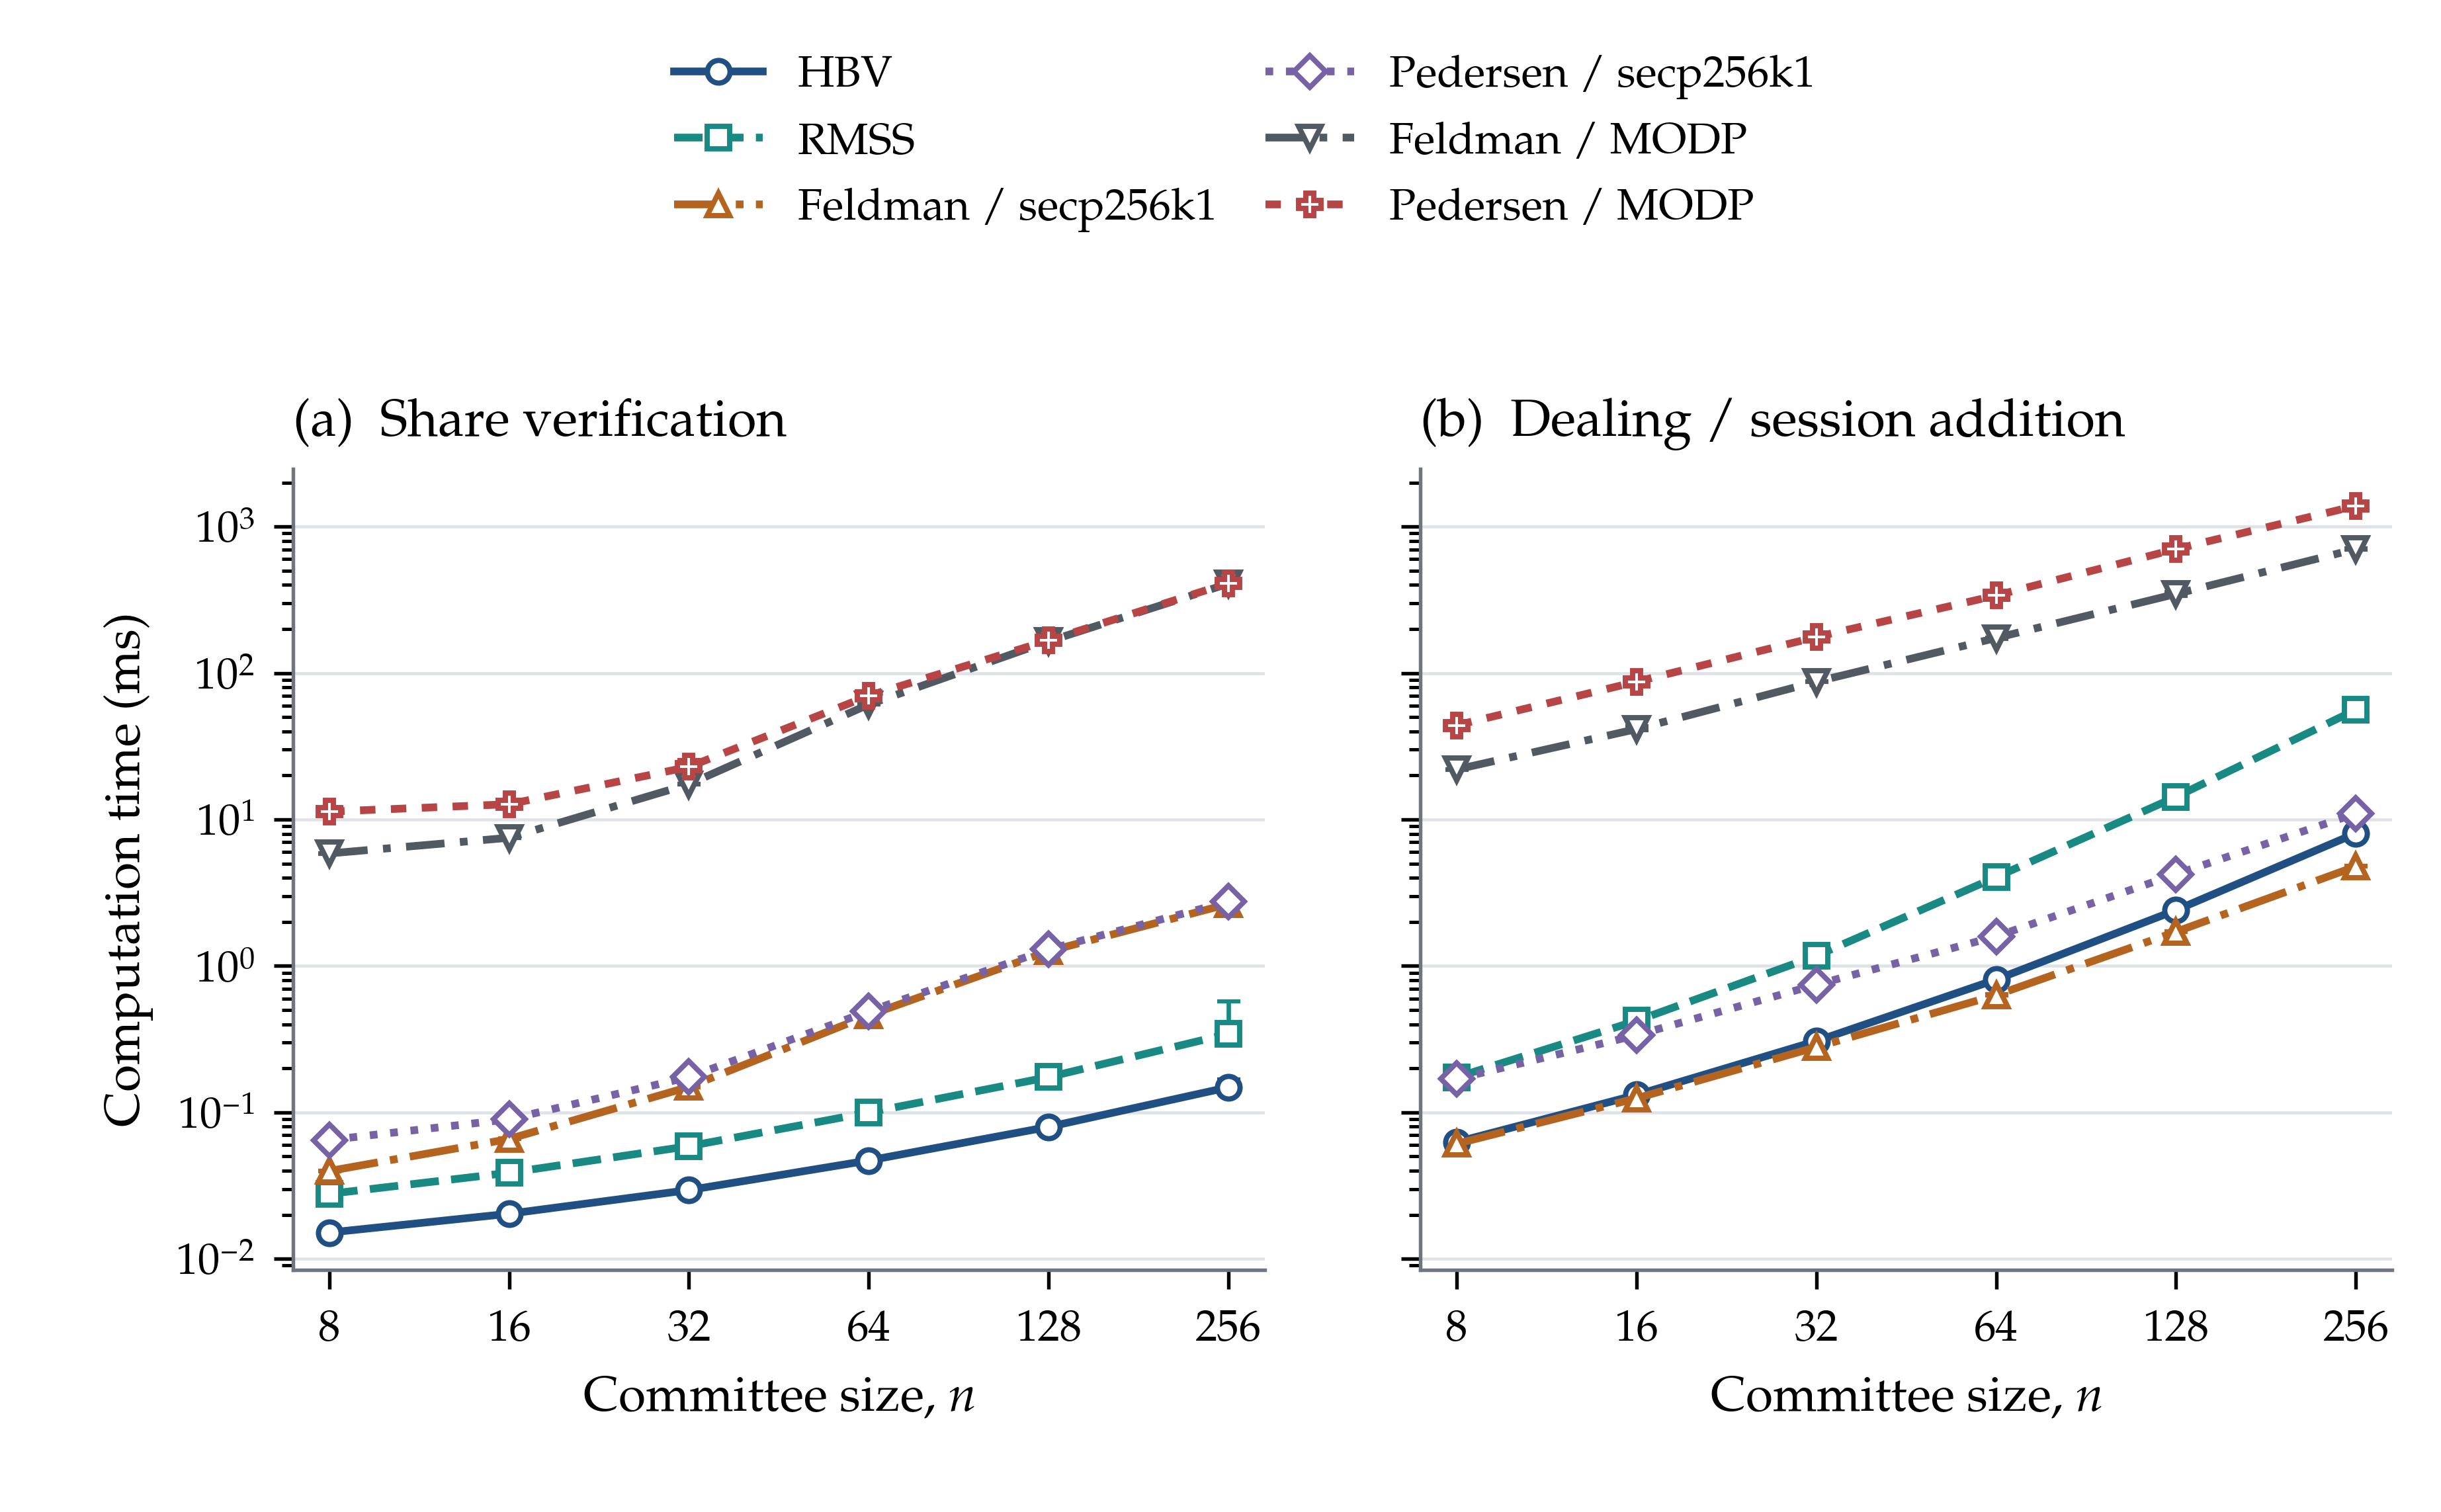 HBV
RMSS
Feldman / secp256k1
Pedersen / secp256k1
Feldman / MODP
Pedersen / MODP
(a) Share verification
(b) Dealing / session addition
Computation time (ms)
10³
10²
10¹
10⁰
10⁻¹
10⁻²
8 16 32 64 128 256
8 16 32 64 128 256
Committee size, n
Committee size, n